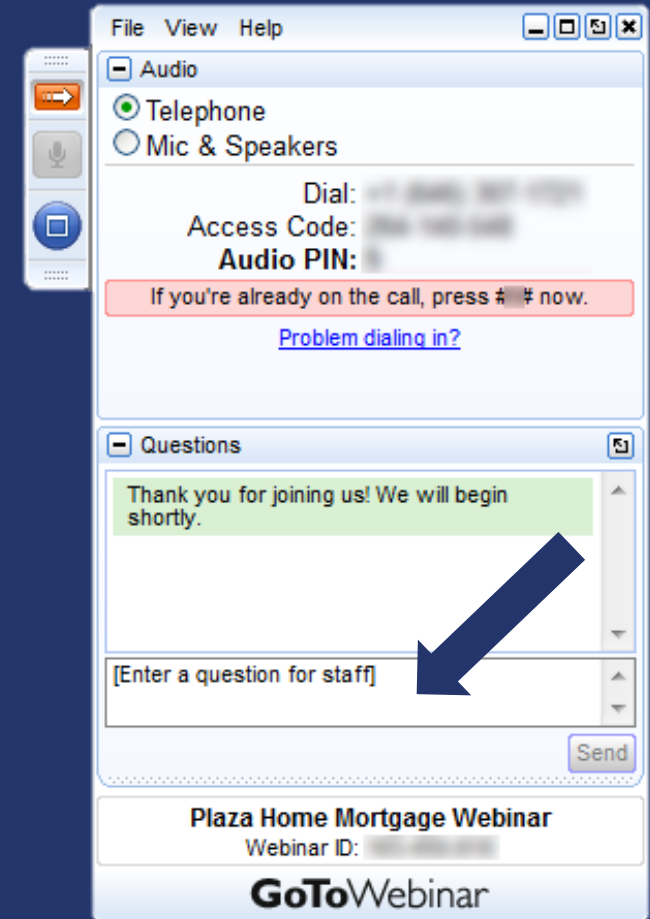 File View Help
Audio
Telephone
Mic & Speakers
Dial:
Access Code:
Audio PIN:
If you're already on the call, press # # now.
Problem dialing in?
Questions
Thank you for joining us! We will begin
shortly.
[Enter a question for staff]
Send
Plaza Home Mortgage Webinar
Webinar ID:
GoToWebinar